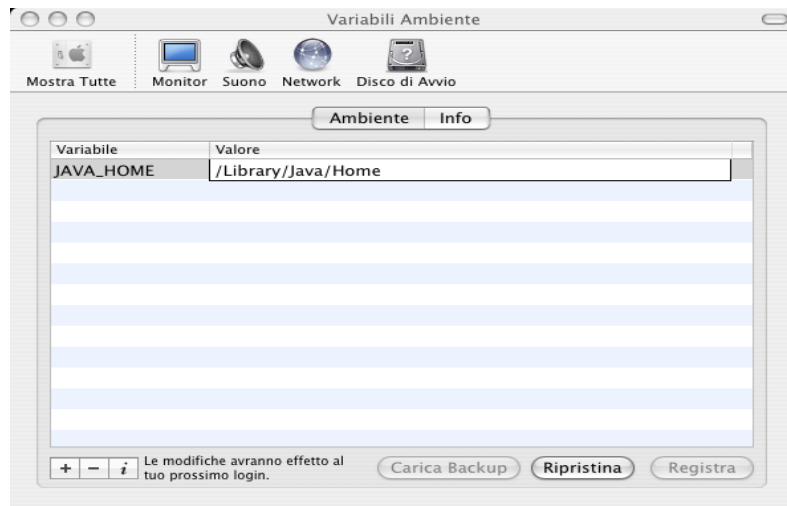 Variabili Ambiente
Mostra Tutte Monitor Suono Network Disco di Avvio
Ambiente Info
Variabile Valore
JAVA_HOME /Library/Java/Home
+ - i Le modifiche avranno effetto al
tuo prossimo login.
Carica Backup Ripristina Registra